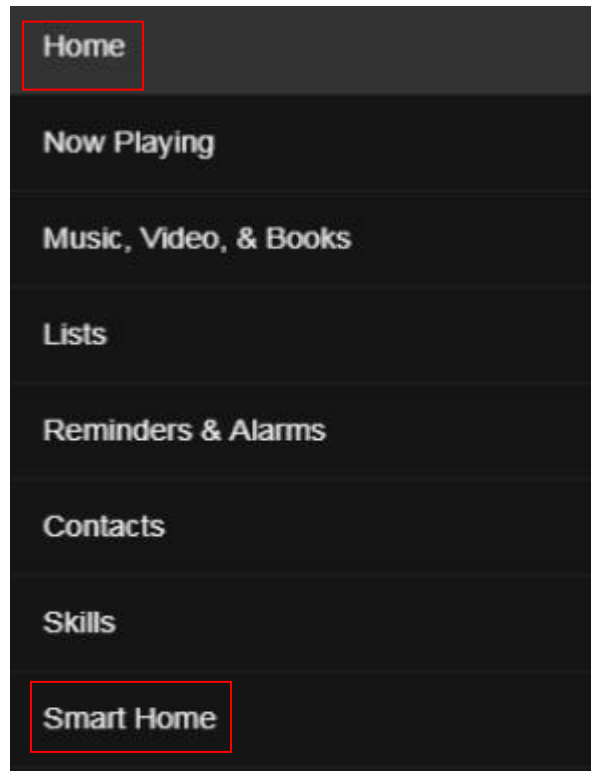 Home
Now Playing
Music, Video, & Books
Lists
Reminders & Alarms
Contacts
Skills
Smart Home